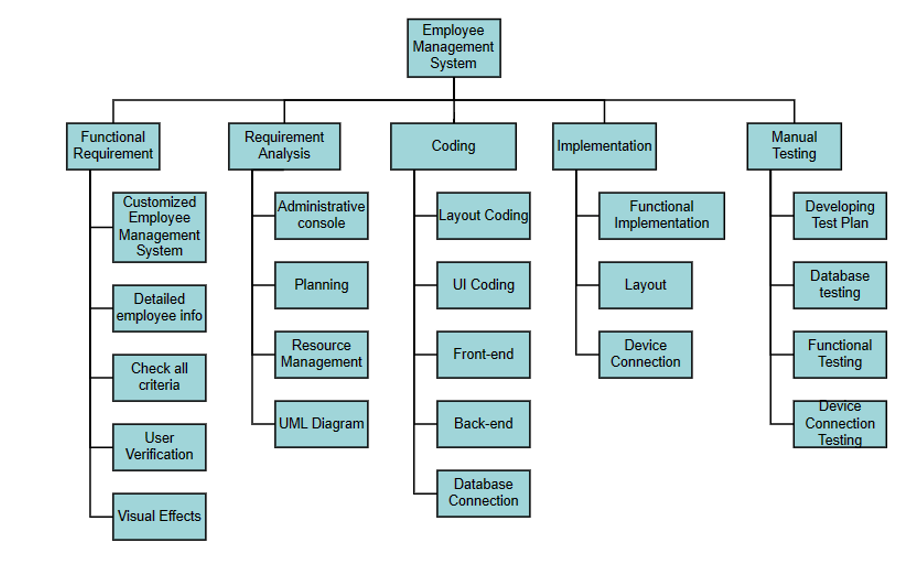 Employee
Management
System
Functional
Requirement
Requirement
Analysis
Coding
Implementation
Manual
Testing
Customized
Employee
Management
System
Detailed
employee info
Check all
criteria
User
Verification
Visual Effects
Administrative
console
Planning
Resource
Management
UML Diagram
Layout Coding
UI Coding
Front-end
Back-end
Database
Connection
Functional
Implementation
Layout
Device
Connection
Developing
Test Plan
Database
testing
Functional
Testing
Device
Connection
Testing